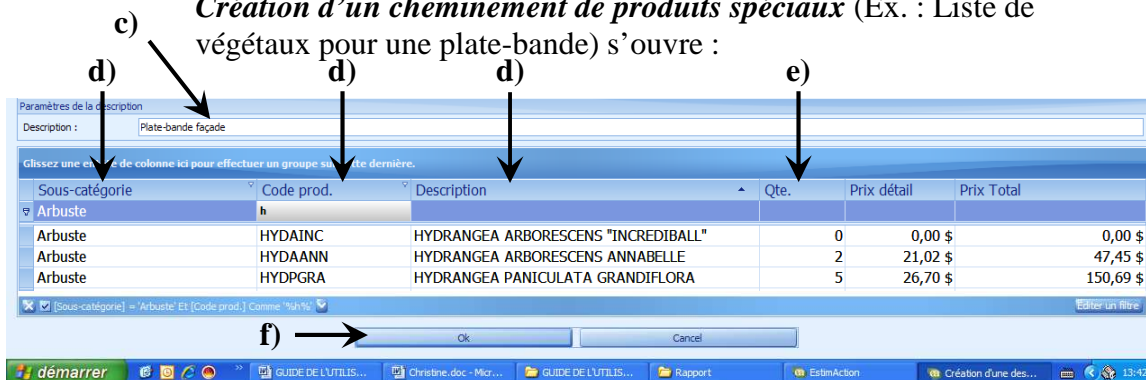 Création d'un cheminement de produits spéciaux (Ex. : Liste de
c)
végétaux pour une plate-bande) s'ouvre :
d) d) d) e)
Paramètres de la description
Description : Plate-bande façade
Glissez une entête de colonne ici pour effectuer un groupe sur cette dernière.
Sous-catégorie Code prod. Description Qte. Prix détail Prix Total
Arbuste h
Arbuste HYDAINC HYDRANGEA ARBORESCENS "INCREDIBALL" 0 0,00 $ 0,00 $
Arbuste HYDAANN HYDRANGEA ARBORESCENS ANNABELLE 2 21,02 $ 47,45 $
Arbuste HYDPGRA HYDRANGEA PANICULATA GRANDIFLORA 5 26,70 $ 150,69 $
[Sous-catégorie] = 'Arbuste' Et [Code prod.] Comme '%h%' Editer un filtre
f) Ok Cancel
démarrer » GUIDE DE L'UTILIS... Christine.doc - Micr... GUIDE DE L'UTILIS... Rapport EstimAction Création d'une des... 13:42